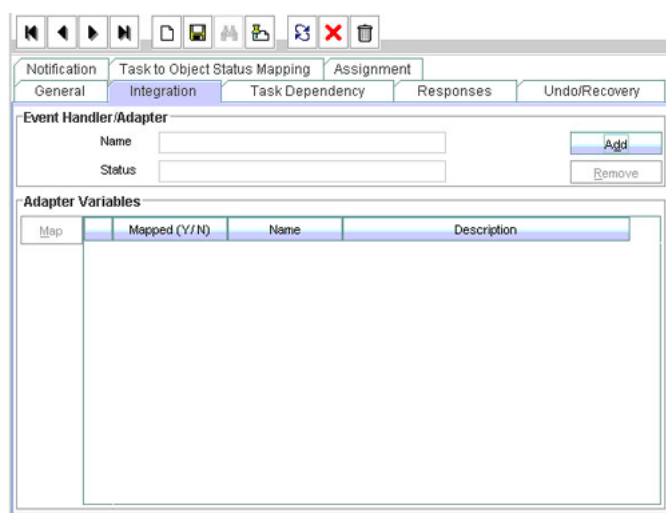 Notification Task to Object Status Mapping Assignment
General Integration Task Dependency Responses Undo/Recovery
Event Handler/Adapter
Name Add
Status Remove
Adapter Variables
Map Mapped (Y/N) Name Description